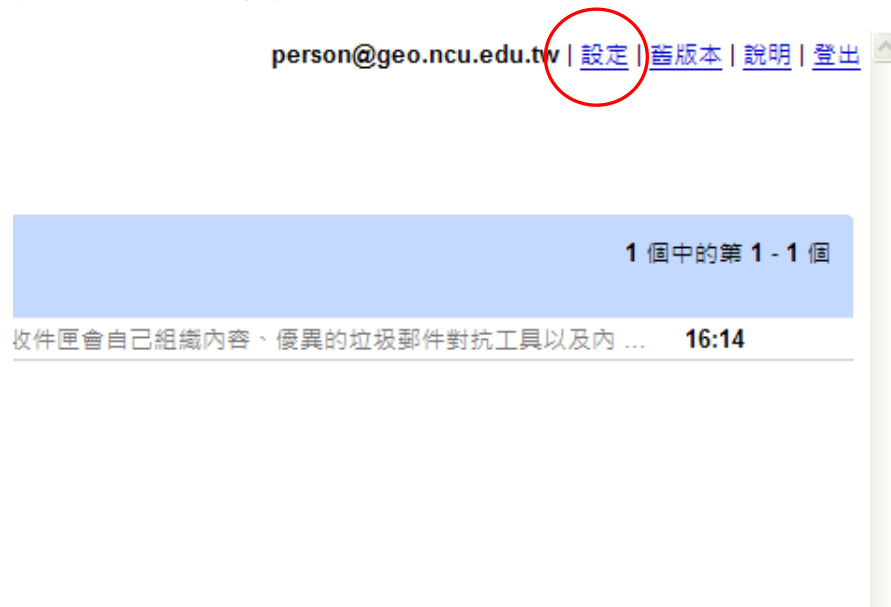 person@geo.ncu.edu.tw | 設定 | 舊版本 | 說明 | 登出
1 個中的第 1 - 1 個
收件匣會自己組織內容、優異的垃圾郵件對抗工具以及內 ... 16:14